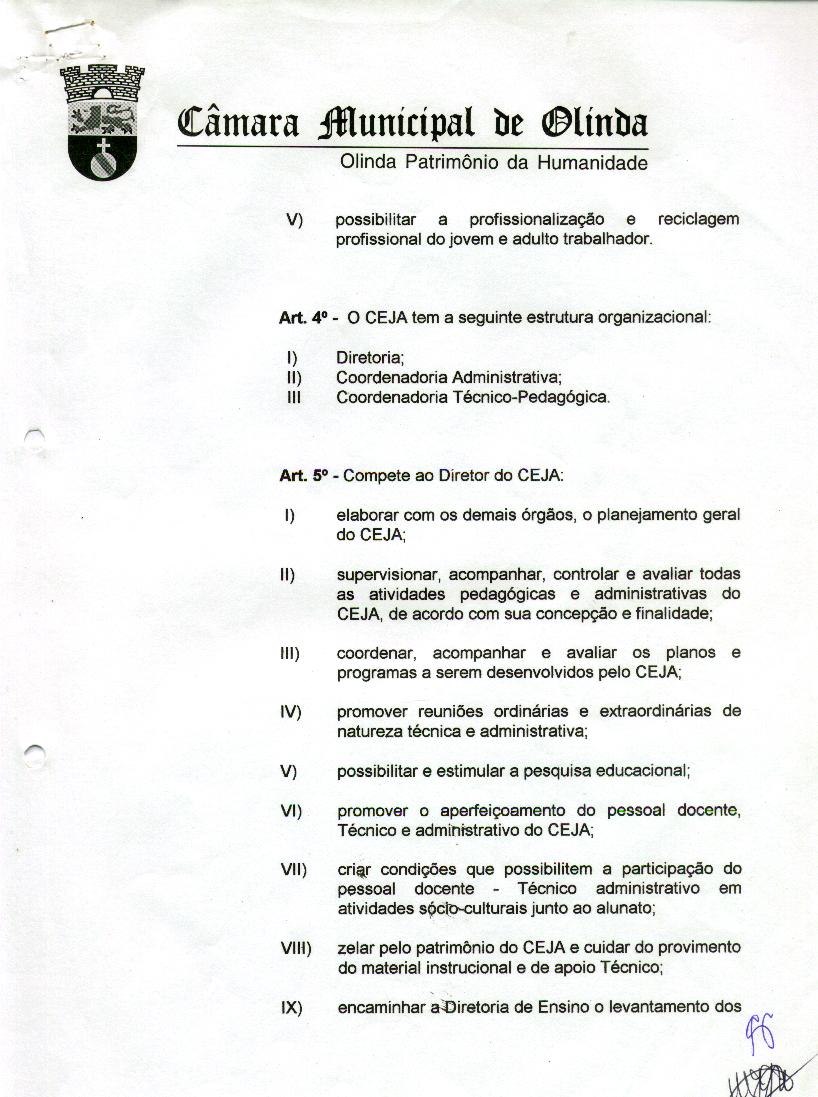 Câmara Municipal de Olinda
Olinda Patrimônio da Humanidade
V) possibilitar a profissionalização e reciclagem
profissional do jovem e adulto trabalhador.
Art. 4º - O CEJA tem a seguinte estrutura organizacional:
I) Diretoria;
II) Coordenadoria Administrativa;
III Coordenadoria Técnico-Pedagógica.
Art. 5º - Compete ao Diretor do CEJA:
I) elaborar com os demais órgãos, o planejamento geral
do CEJA;
II) supervisionar, acompanhar, controlar e avaliar todas
as atividades pedagógicas e administrativas do
CEJA, de acordo com sua concepção e finalidade;
III) coordenar, acompanhar e avaliar os planos e
programas a serem desenvolvidos pelo CEJA;
IV) promover reuniões ordinárias e extraordinárias de
natureza técnica e administrativa;
V) possibilitar e estimular a pesquisa educacional;
VI) promover o aperfeiçoamento do pessoal docente,
Técnico e administrativo do CEJA;
VII) criar condições que possibilitem a participação do
pessoal docente - Técnico administrativo em
atividades sócio-culturais junto ao alunato;
VIII) zelar pelo patrimônio do CEJA e cuidar do provimento
do material instrucional e de apoio Técnico;
IX) encaminhar a Diretoria de Ensino o levantamento dos